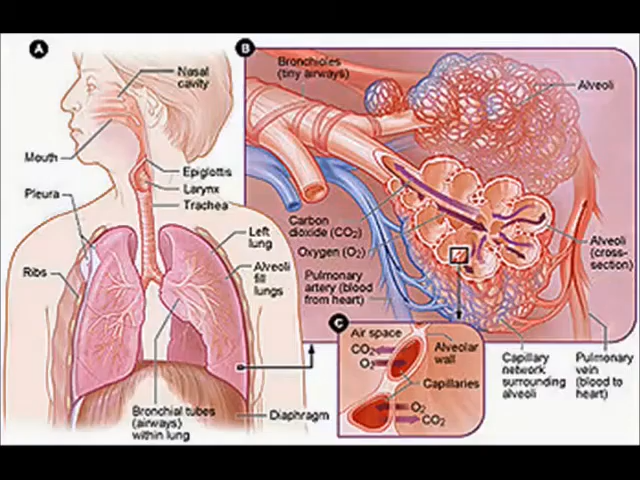 A
Nasal
cavity
Mouth
Epiglottis
Larynx
Trachea
Pleura
Left
lung
Ribs
Alveoli
fill
lungs
Bronchial tubes
(airways)
within lung
Diaphragm
B
Bronchioles
(tiny airways)
Alveoli
Carbon
dioxide (CO2)
Oxygen (O2)
Pulmonary
artery (blood
from heart)
Alveoli
(cross-
section)
Capillary
network
surrounding
alveoli
Pulmonary
vein
(blood to
heart)
C
Air space
CO2
O2
Alveolar
wall
Capillaries
O2
CO2